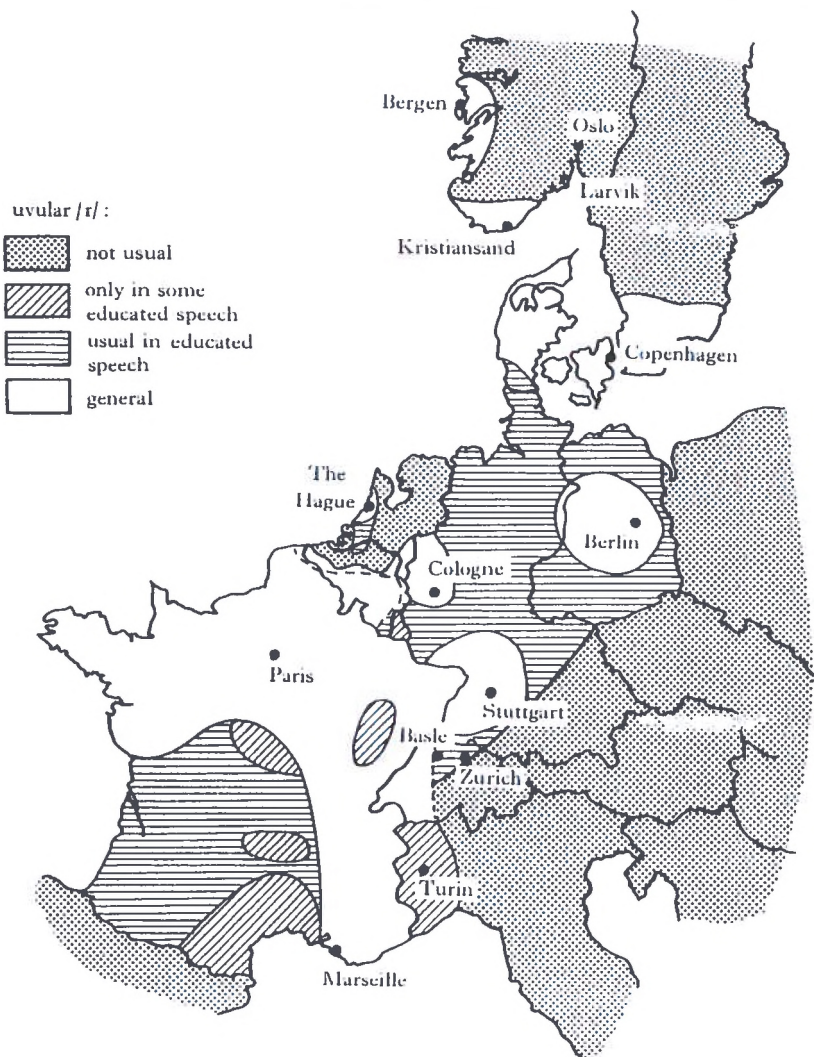 Bergen
Oslo
Larvik
Kristiansand
uvular /r/:
not usual
only in some
educated speech
usual in educated
speech
general
Copenhagen
The
Hague
Berlin
Cologne
Paris
Stuttgart
Basle
Zurich
Turin
Marseille